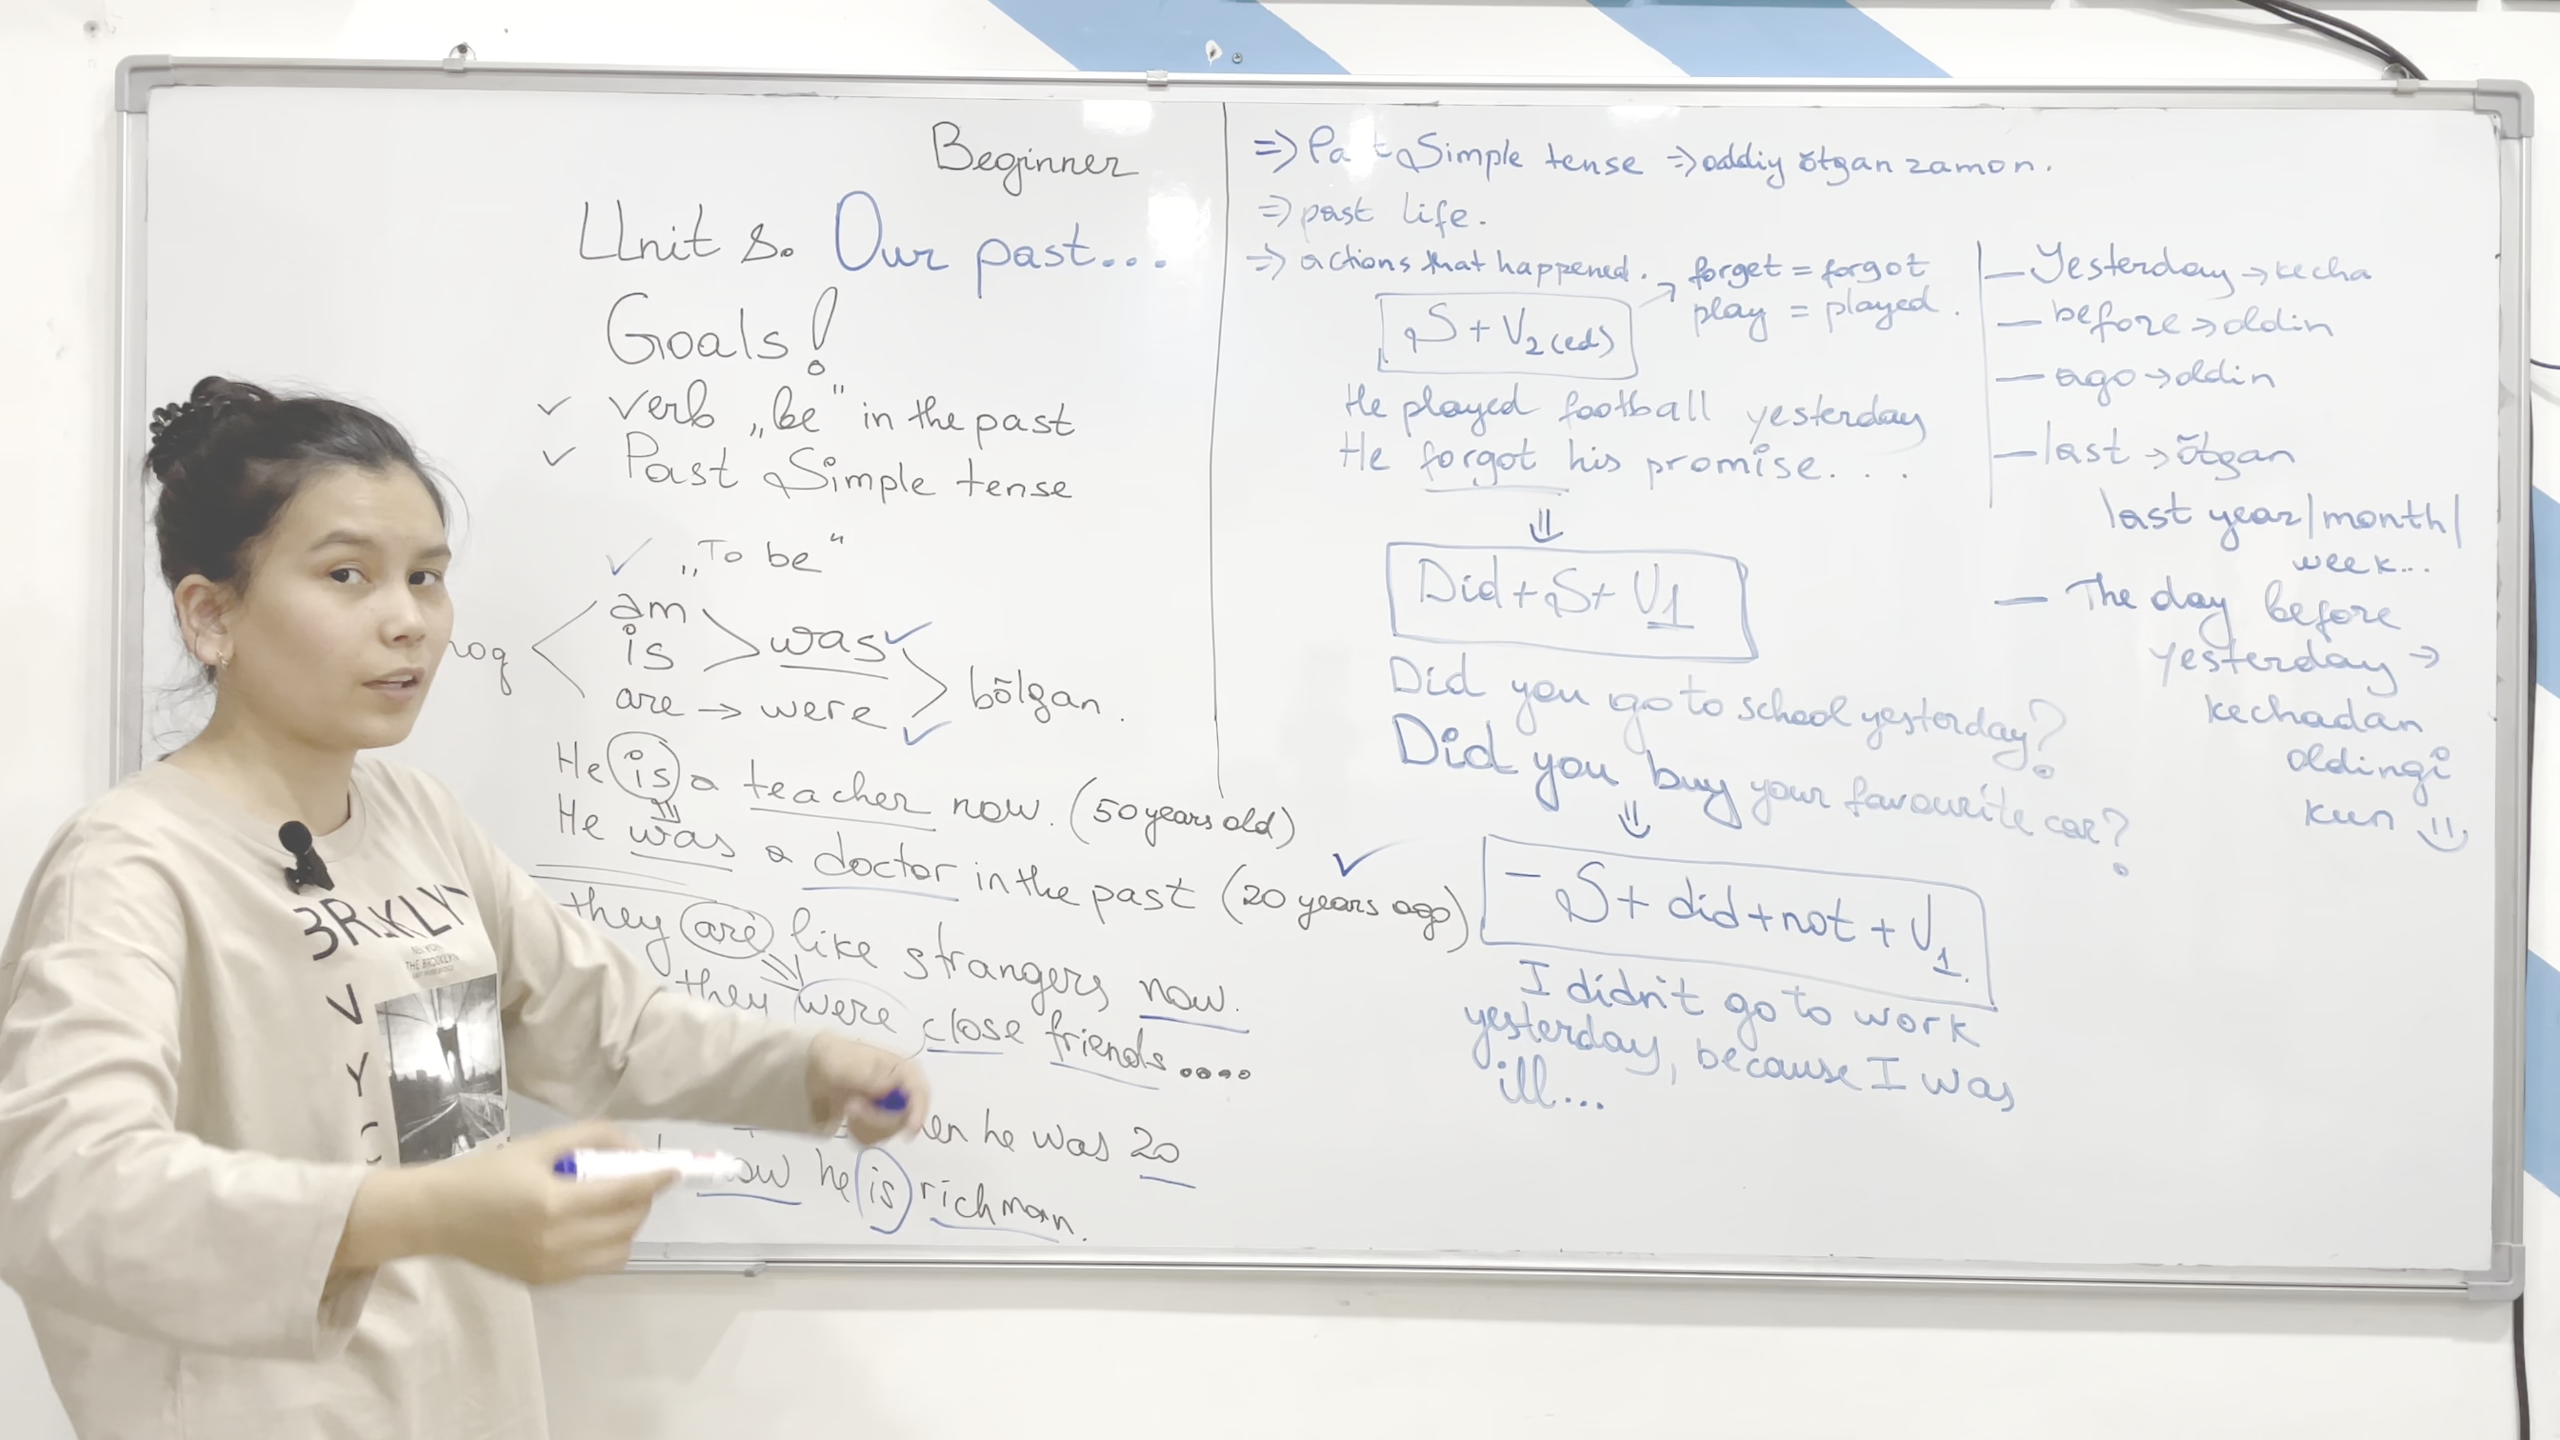 Beginner
Unit 8. Our past...
Goals!
✓ verb „be" in the past
✓ Past Simple tense
✓ „To be"
am
is > was ✓
are → were ✓
bōlgan.
He is a teacher now. (50 years old)
He was a doctor in the past (20 years ago)
they are like strangers now.
they were close friends....
he was 20
he is rich man.
⇒ Past Simple tense ⇒ oddiy ōtgan zamon.
⇒ past life.
⇒ actions that happened.
S + V2(ed)
forget = forgot
play = played.
He played football yesterday
He forgot his promise...
Did + S + V1
Did you go to school yesterday?
Did you buy your favourite car?
✓
- S + did + not + V1.
I didn't go to work
yesterday, because I was
ill...
— Yesterday → kecha
— before → oldin
— ago → oldin
— last → ōtgan
last year/month/
week...
— The day before
yesterday →
kechadan
oldingi
kun
BRKLY
THE BROOKLYN
V
Y